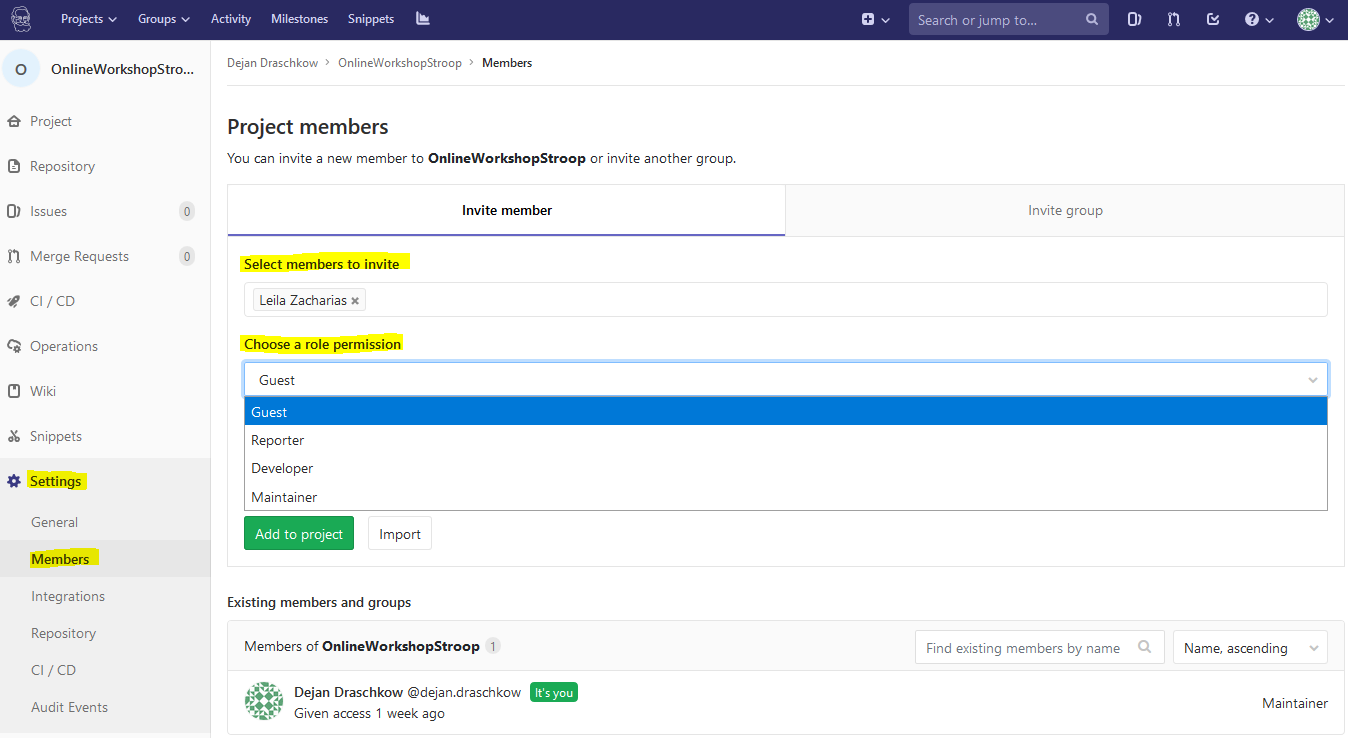 Projects Groups Activity Milestones Snippets Search or jump to...
O OnlineWorkshopStro...
Dejan Draschkow > OnlineWorkshopStroop > Members
Project
Repository
Issues 0
Merge Requests 0
CI / CD
Operations
Wiki
Snippets
Settings
General
Members
Integrations
Repository
CI / CD
Audit Events
Project members
You can invite a new member to OnlineWorkshopStroop or invite another group.
Invite member Invite group
Select members to invite
Leila Zacharias ×
Choose a role permission
Guest
Guest
Reporter
Developer
Maintainer
Add to project Import
Existing members and groups
Members of OnlineWorkshopStroop 1 Find existing members by name Name, ascending
Dejan Draschkow @dejan.draschkow It's you
Given access 1 week ago
Maintainer